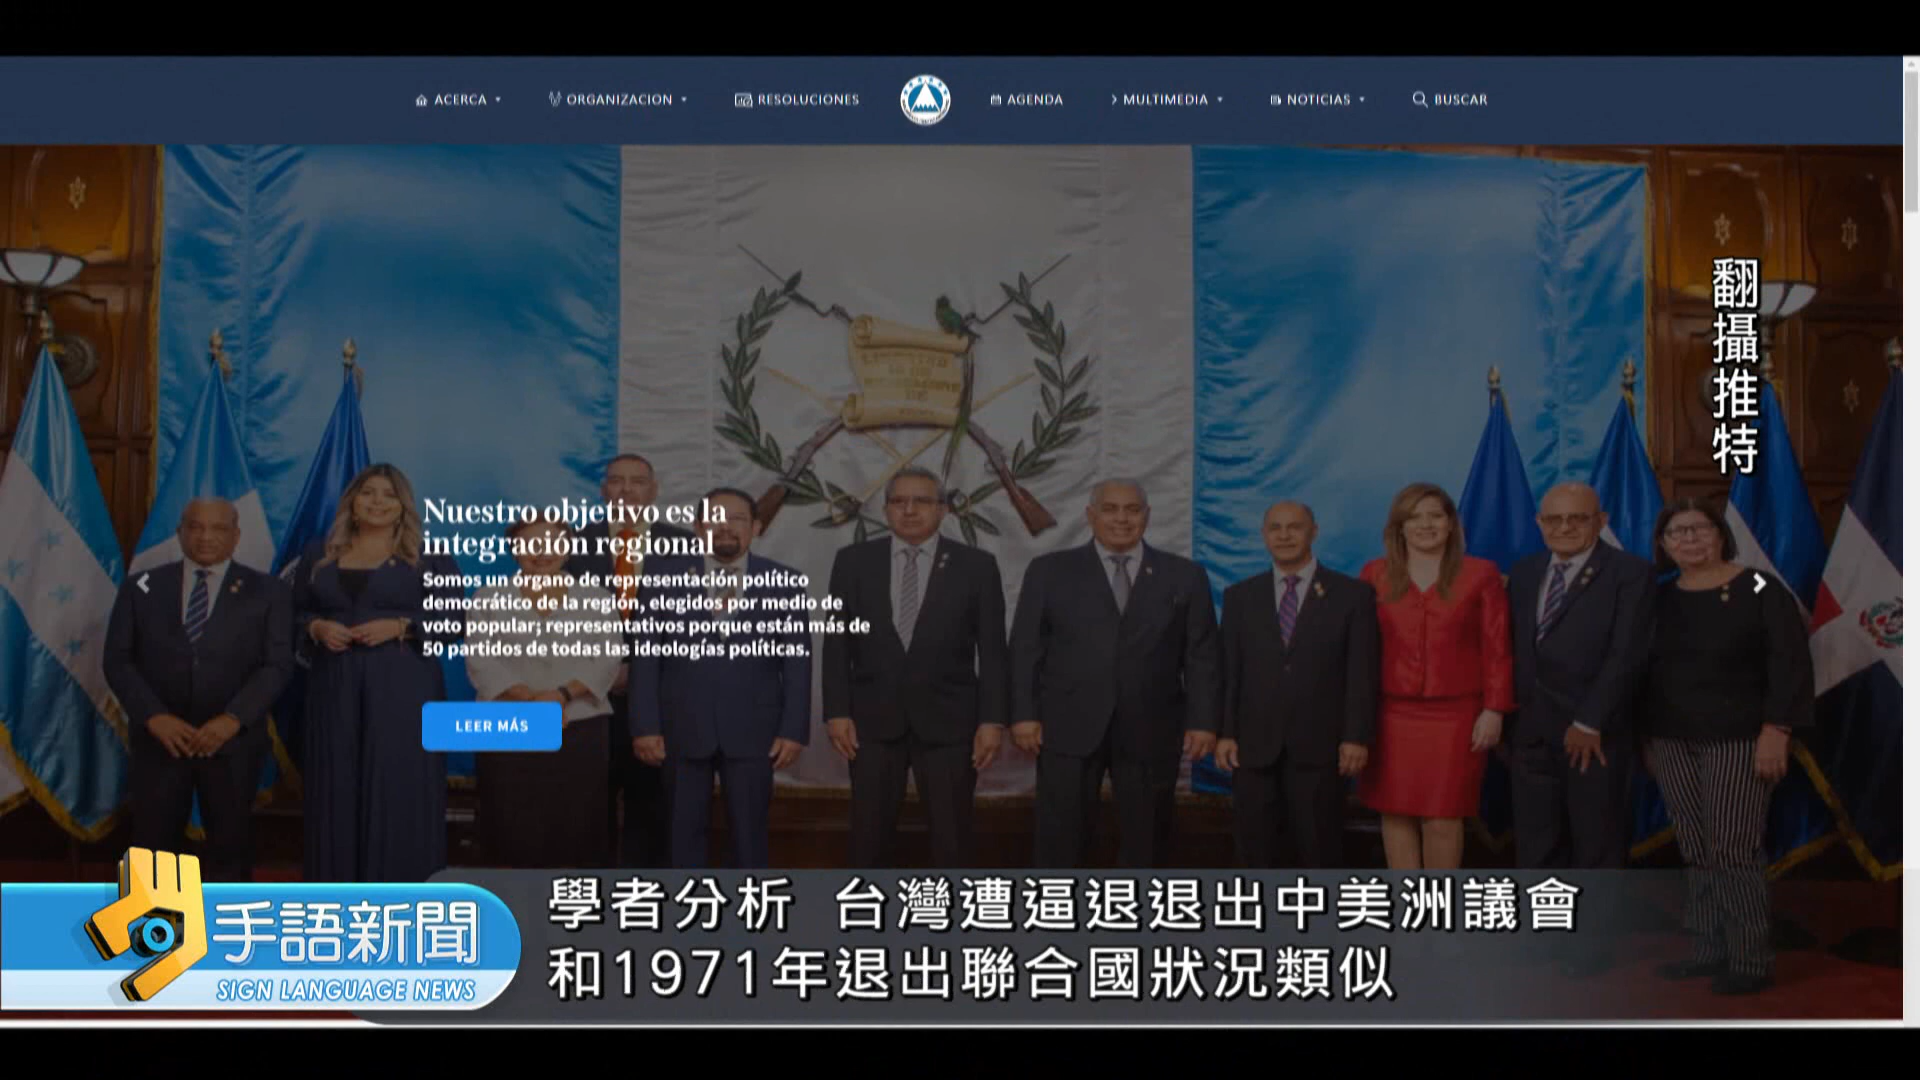 ACERCA
ORGANIZACION
RESOLUCIONES
AGENDA
MULTIMEDIA
NOTICIAS
BUSCAR
翻攝推特
Nuestro objetivo es la
integración regional
Somos un órgano de representación político
democrático de la región, elegidos por medio de
voto popular; representativos porque están más de
50 partidos de todas las ideologías políticas.
LEER MÁS
手語新聞
SIGN LANGUAGE NEWS
學者分析 台灣遭逼退退出中美洲議會
和1971年退出聯合國狀況類似